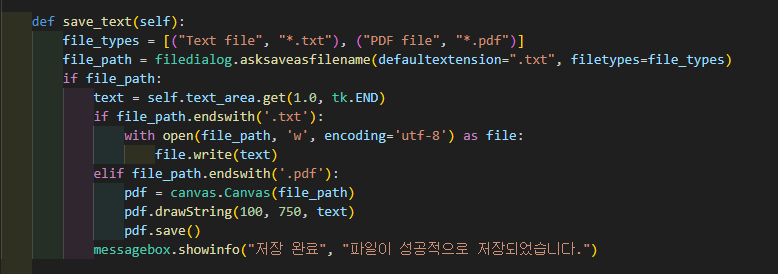 def save_text(self):
    file_types = [("Text file", "*.txt"), ("PDF file", "*.pdf")]
    file_path = filedialog.asksaveasfilename(defaultextension=".txt", filetypes=file_types)
    if file_path:
        text = self.text_area.get(1.0, tk.END)
        if file_path.endswith('.txt'):
            with open(file_path, 'w', encoding='utf-8') as file:
                file.write(text)
        elif file_path.endswith('.pdf'):
            pdf = canvas.Canvas(file_path)
            pdf.drawString(100, 750, text)
            pdf.save()
        messagebox.showinfo("저장 완료", "파일이 성공적으로 저장되었습니다.")